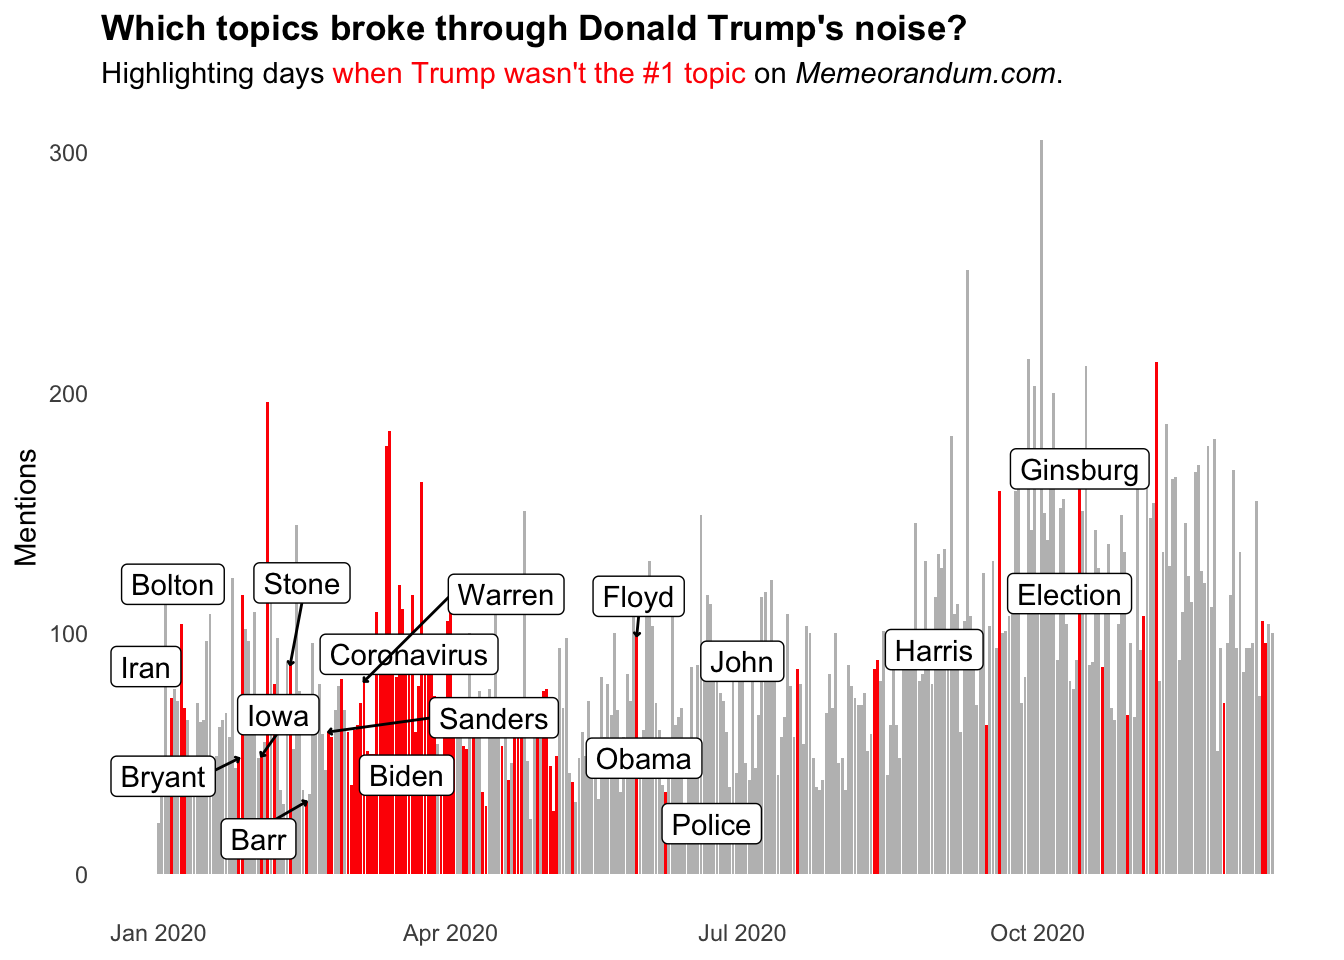 Which topics broke through Donald Trump's noise?
Highlighting days when Trump wasn't the #1 topic on Memeorandum.com.
300
200
100
0
Mentions
Bolton
Stone
Warren
Floyd
Ginsburg
Election
Iran
Coronavirus
John
Harris
Iowa
Sanders
Bryant
Biden
Obama
Barr
Police
Jan 2020
Apr 2020
Jul 2020
Oct 2020